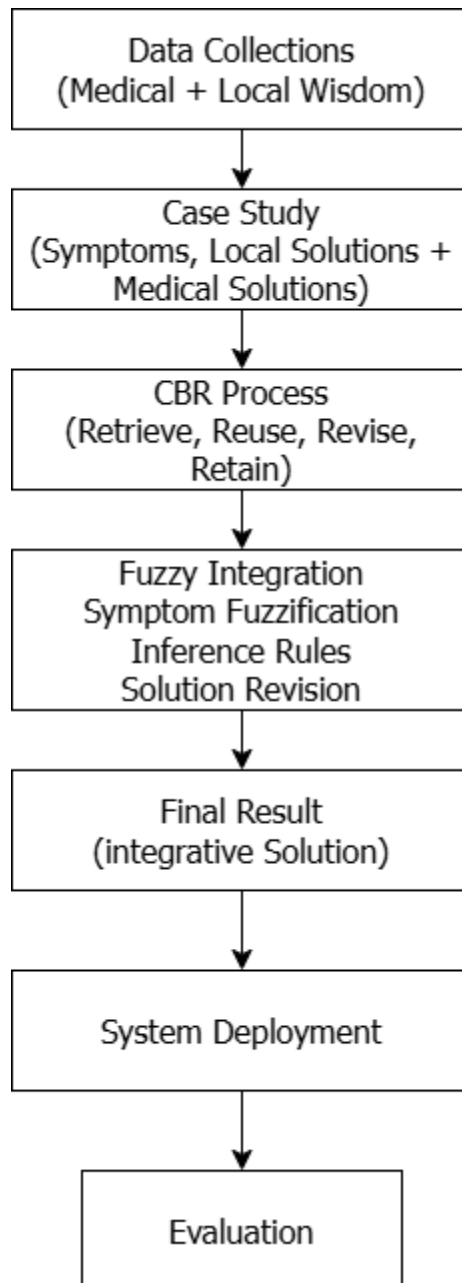 Data Collections
(Medical + Local Wisdom)
Case Study
(Symptoms, Local Solutions +
Medical Solutions)
CBR Process
(Retrieve, Reuse, Revise,
Retain)
Fuzzy Integration
Symptom Fuzzification
Inference Rules
Solution Revision
Final Result
(integrative Solution)
System Deployment
Evaluation